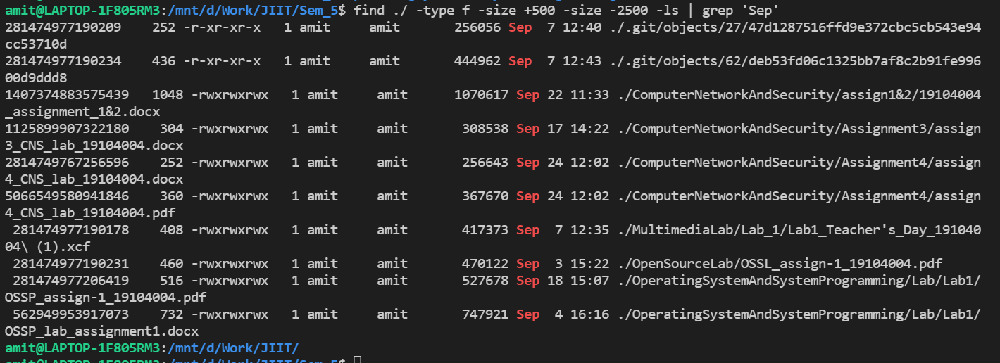 amit@LAPTOP-1F805RM3:/mnt/d/Work/JIIT/Sem_5$ find ./ -type f -size +500 -size -2500 -ls | grep 'Sep'
281474977190209    252 -r-xr-xr-x   1 amit     amit       256056 Sep  7 12:40 ./.git/objects/27/47d1287516ffd9e372cbc5cb543e94
cc53710d
281474977190234    436 -r-xr-xr-x   1 amit     amit       444962 Sep  7 12:43 ./.git/objects/62/deb53fd06c1325bb7af8c2b91fe996
00d9ddd8
1407374883575439   1048 -rwxrwxrwx   1 amit     amit      1070617 Sep 22 11:33 ./ComputerNetworkAndSecurity/assign1&2/19104004
_assignment_1&2.docx
1125899907322180    304 -rwxrwxrwx   1 amit     amit       308538 Sep 17 14:22 ./ComputerNetworkAndSecurity/Assignment3/assign
3_CNS_lab_19104004.docx
2814749767256596    252 -rwxrwxrwx   1 amit     amit       256643 Sep 24 12:02 ./ComputerNetworkAndSecurity/Assignment4/assign
4_CNS_lab_19104004.docx
5066549580941846    360 -rwxrwxrwx   1 amit     amit       367670 Sep 24 12:02 ./ComputerNetworkAndSecurity/Assignment4/assign
4_CNS_lab_19104004.pdf
281474977190178    408 -rwxrwxrwx   1 amit     amit       417373 Sep  7 12:35 ./MultimediaLab/Lab_1/Lab1_Teacher's_Day_191040
04\ (1).xcf
281474977190231    460 -rwxrwxrwx   1 amit     amit       470122 Sep  3 15:22 ./OpenSourceLab/OSSL_assign-1_19104004.pdf
281474977206419    516 -rwxrwxrwx   1 amit     amit       527678 Sep 18 15:07 ./OperatingSystemAndSystemProgramming/Lab/Lab1/
OSSP_assign-1_19104004.pdf
562949953917073    732 -rwxrwxrwx   1 amit     amit       747921 Sep  4 16:16 ./OperatingSystemAndSystemProgramming/Lab/Lab1/
OSSP_lab_assignment1.docx
amit@LAPTOP-1F805RM3:/mnt/d/Work/JIIT/
amit@LAPTOP-1F805RM3:/mnt/d/Work/JIIT/Sem_5$